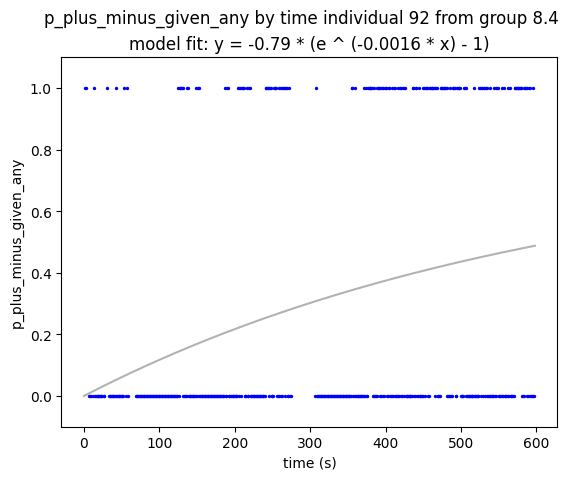 p_plus_minus_given_any by time individual 92 from group 8.4
model fit: y = -0.79 * (e ^ (-0.0016 * x) - 1)
1.0
0.8
0.6
0.4
0.2
0.0
p_plus_minus_given_any
0 100 200 300 400 500 600
time (s)